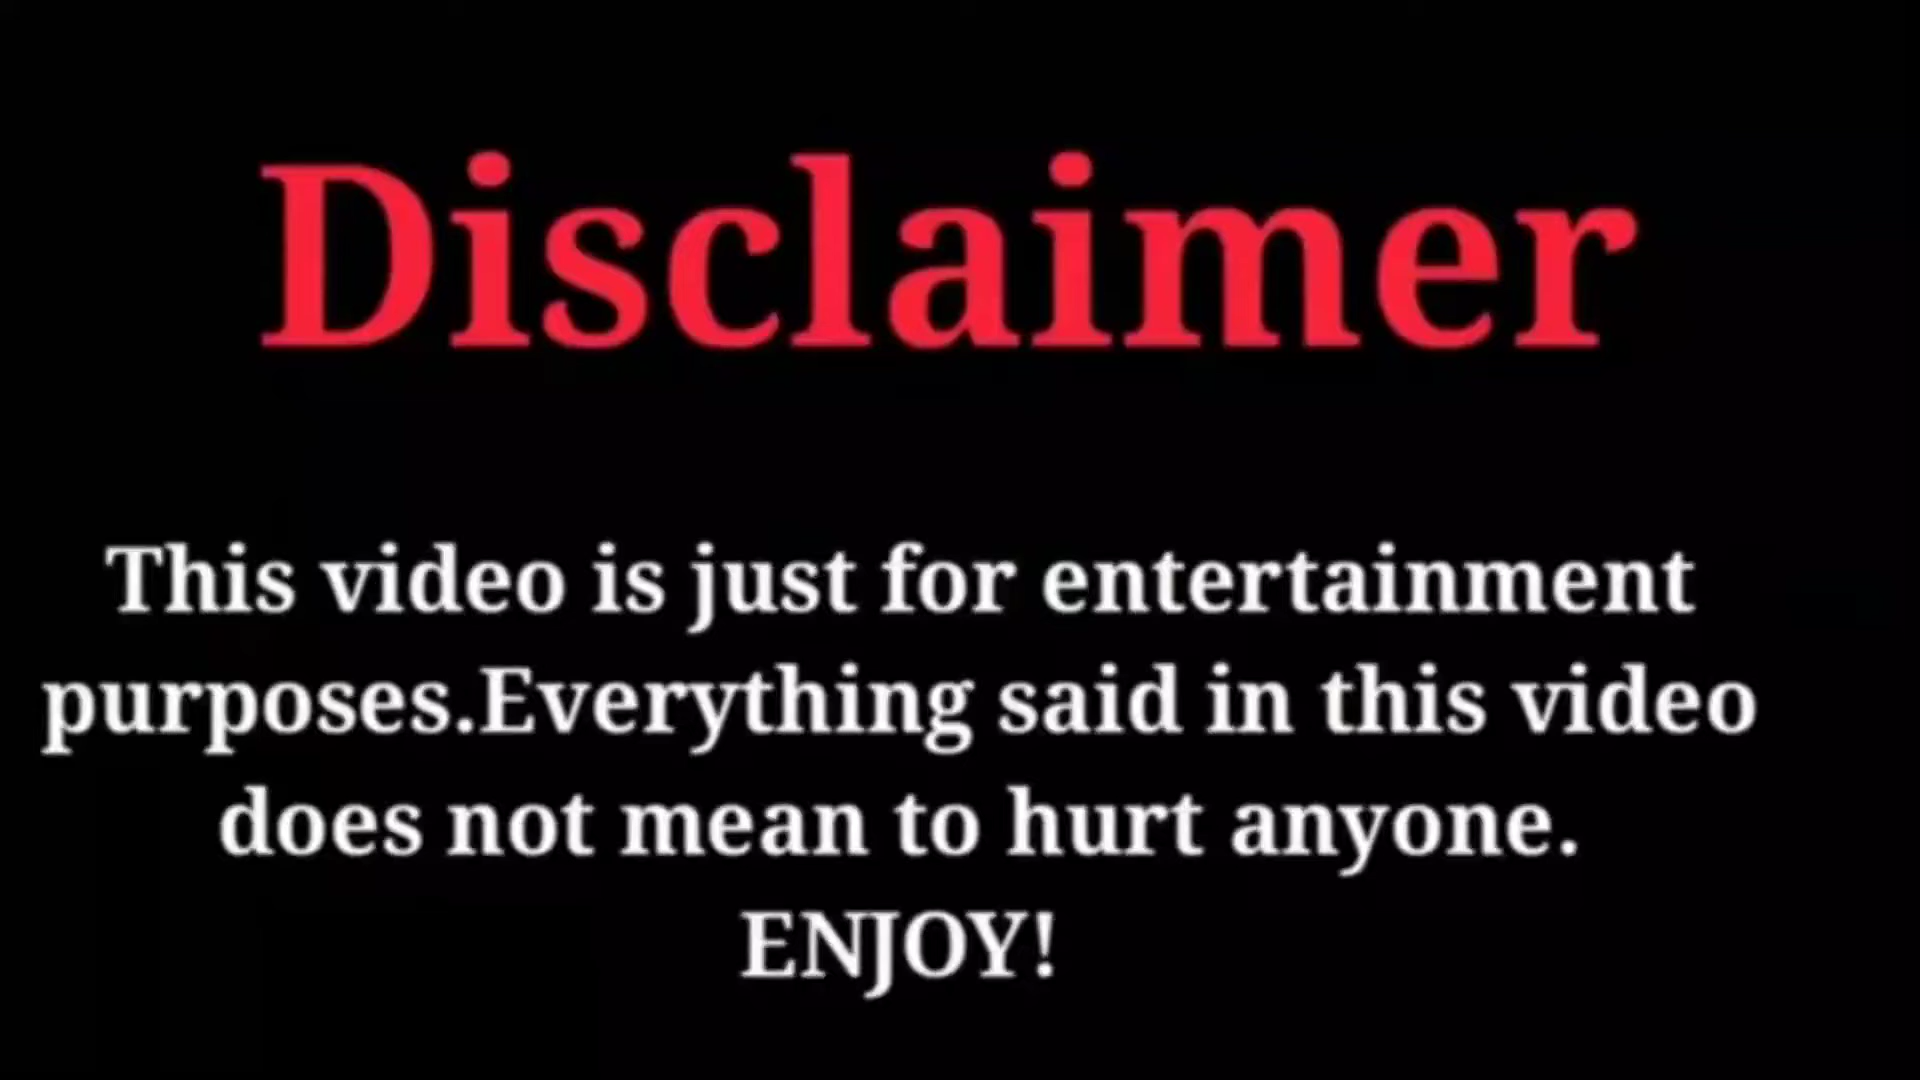 Disclaimer
This video is just for entertainment
purposes.Everything said in this video
does not mean to hurt anyone.
ENJOY!